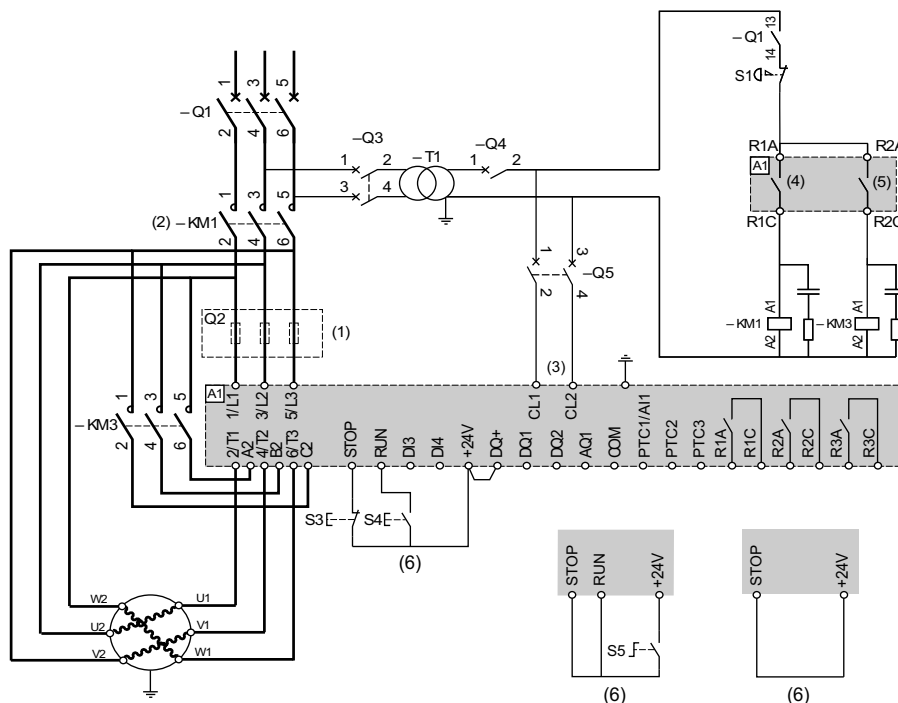 1 3 5
–Q1
2 4 6
–Q3
1 2
3 4
–T1
–Q4
1 2
13
–Q1
14
S1
R1A R2A
A1
(4) (5)
R1C R2C
1 3 5
(2) –KM1
2 4 6
1 3
–Q5
2 4
A1 A1
–KM1 –KM3
A2 A2
Q2 (1)
(3)
A1
1/L1 3/L2 5/L3 CL1 CL2
1 3 5
–KM3
2 4 6
2/T1 A2 4/T2 B2 6/T3 C2 STOP RUN DI3 DI4 +24V DQ+ DQ1 DQ2 AQ1 COM PTC1/AI1 PTC2 PTC3 R1A R1C R2A R2C R3A R3C
S3 S4
(6)
STOP RUN +24V
S5
(6)
STOP +24V
(6)
W2 U1
U2 V1
V2 W1